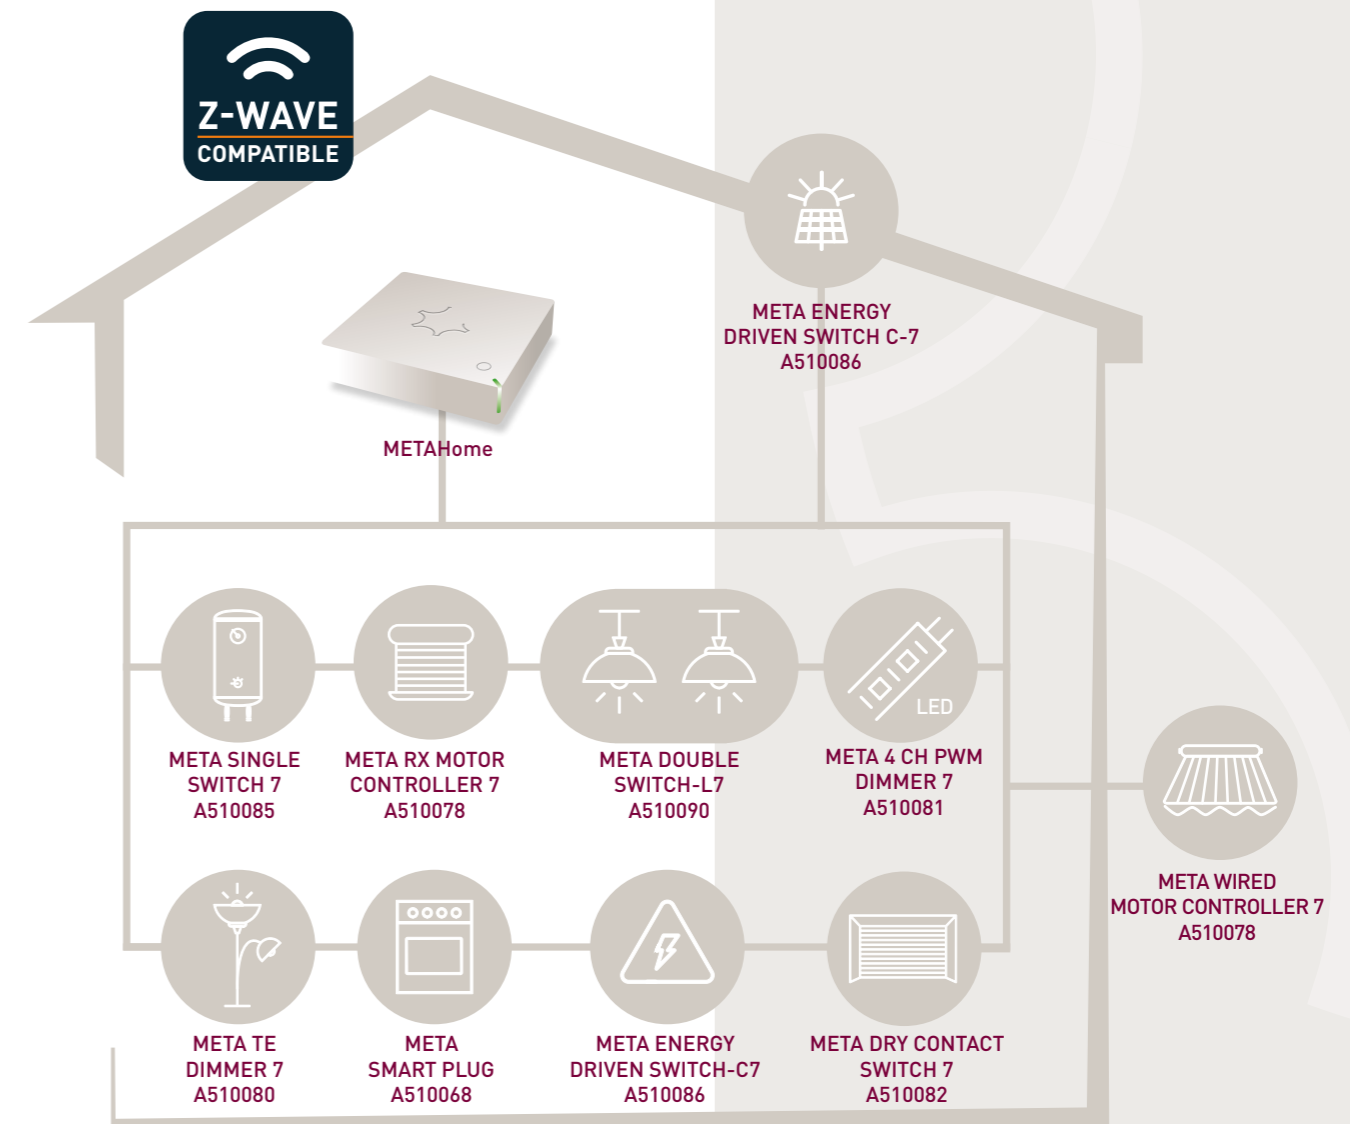 Z-WAVE
COMPATIBLE
META ENERGY
DRIVEN SWITCH C-7
A510086
METAHome
LED
META SINGLE
SWITCH 7
A510085
META RX MOTOR
CONTROLLER 7
A510078
META DOUBLE
SWITCH-L7
A510090
META 4 CH PWM
DIMMER 7
A510081
META WIRED
MOTOR CONTROLLER 7
A510078
META TE
DIMMER 7
A510080
META
SMART PLUG
A510068
META ENERGY
DRIVEN SWITCH-C7
A510086
META DRY CONTACT
SWITCH 7
A510082